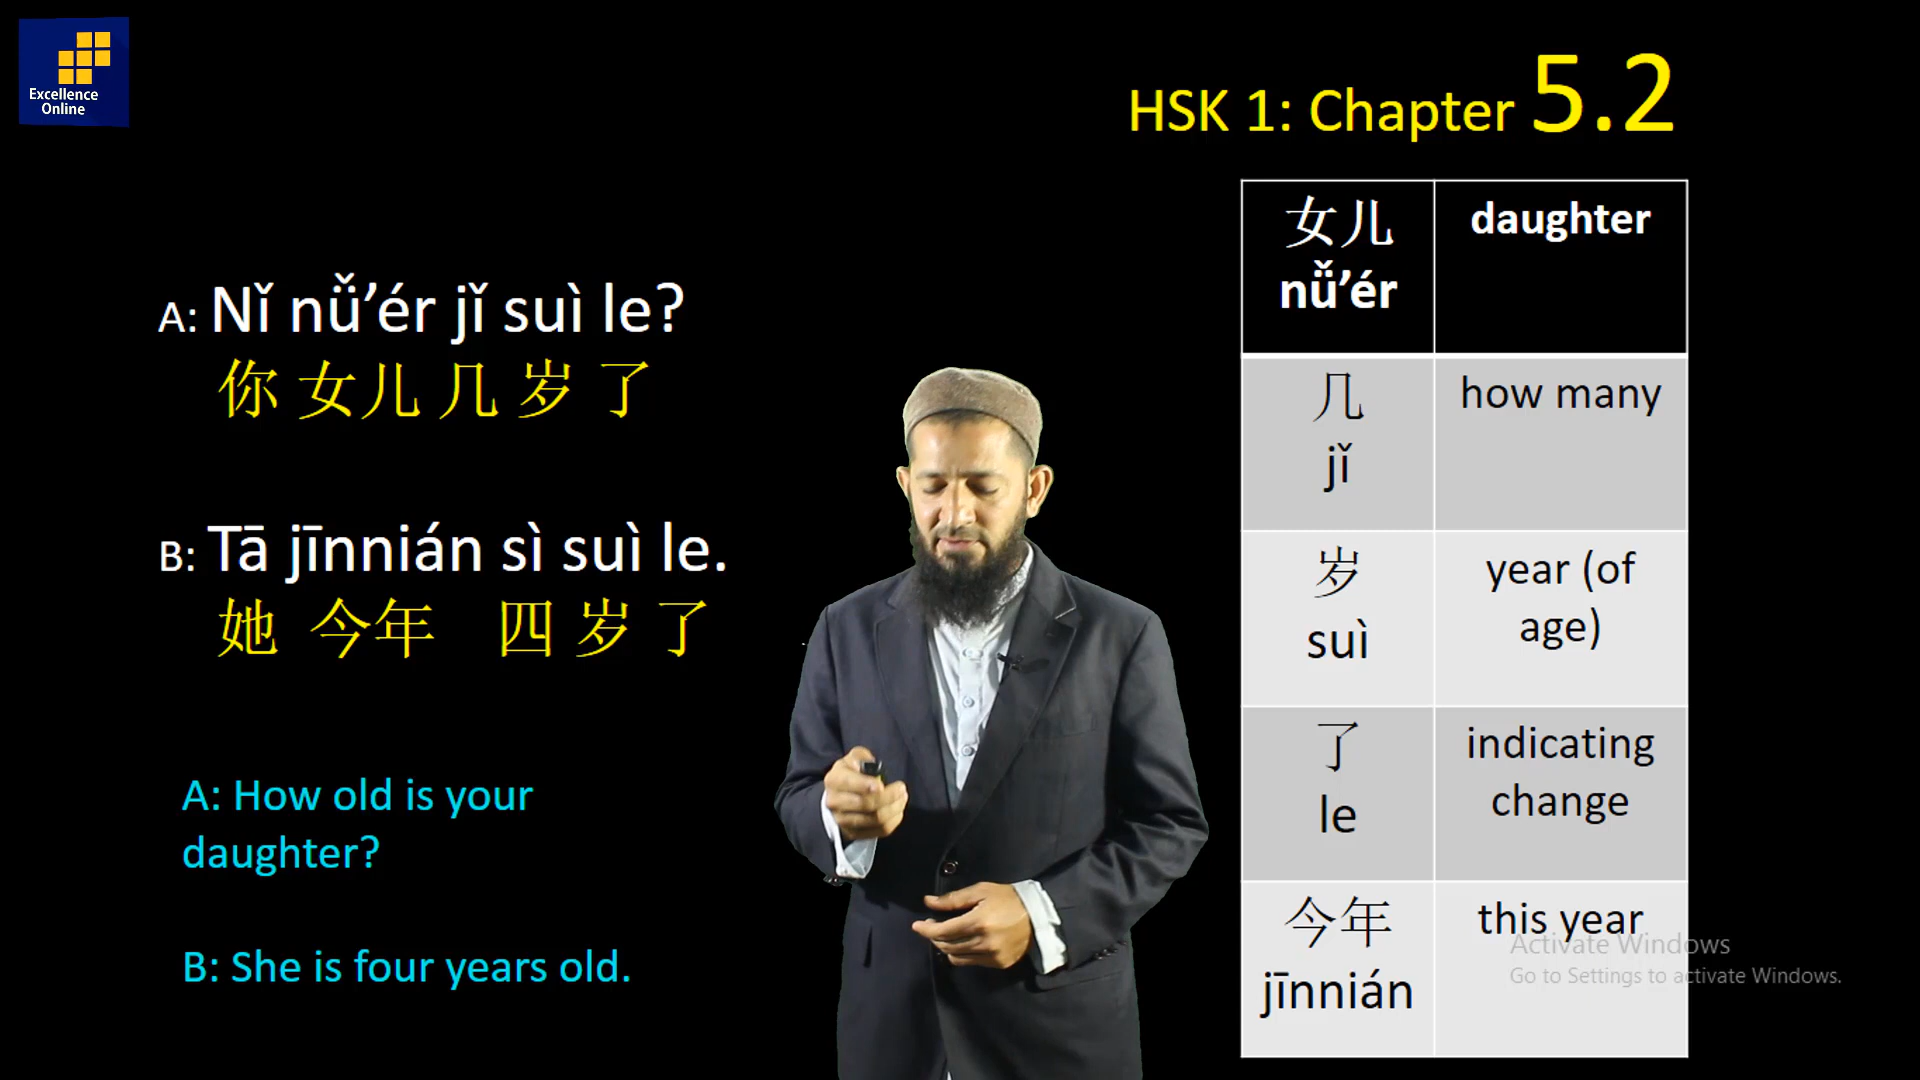 Excellence
Online
HSK 1: Chapter 5.2
A: Nǐ nǚ’ér jǐ suì le?
你 女儿 几 岁 了
B: Tā jīnnián sì suì le.
她 今年 四 岁 了
A: How old is your
daughter?
B: She is four years old.
女儿
nǚ’ér
daughter
几
jǐ
how many
岁
suì
year (of
age)
了
le
indicating
change
今年
jīnnián
this year
Activate Windows
Go to Settings to activate Windows.